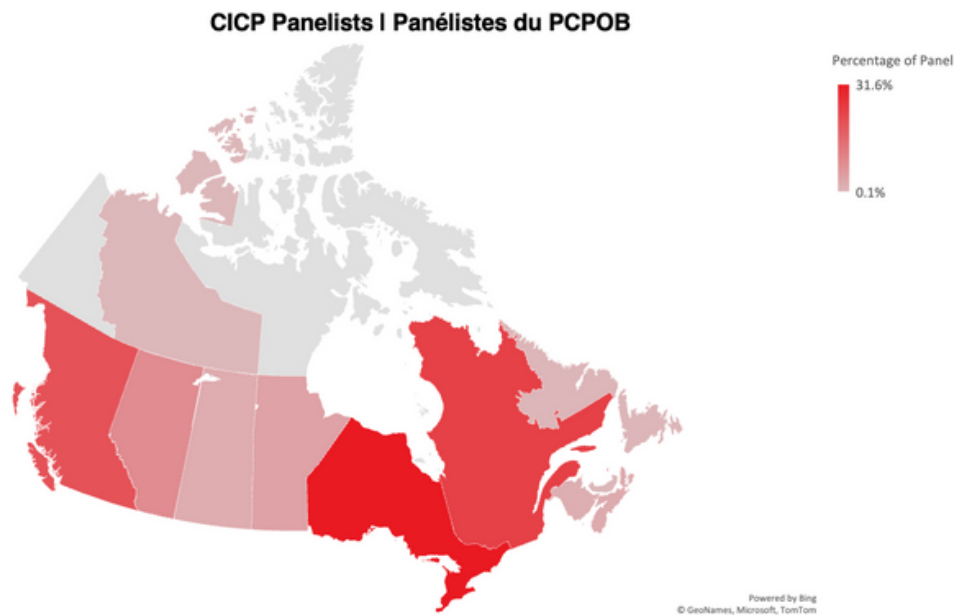 CICP Panelists I Panélistes du PCPOB
Percentage of Panel
31.6%
0.1%
Powered by Bing
© GeoNames, Microsoft, TomTom